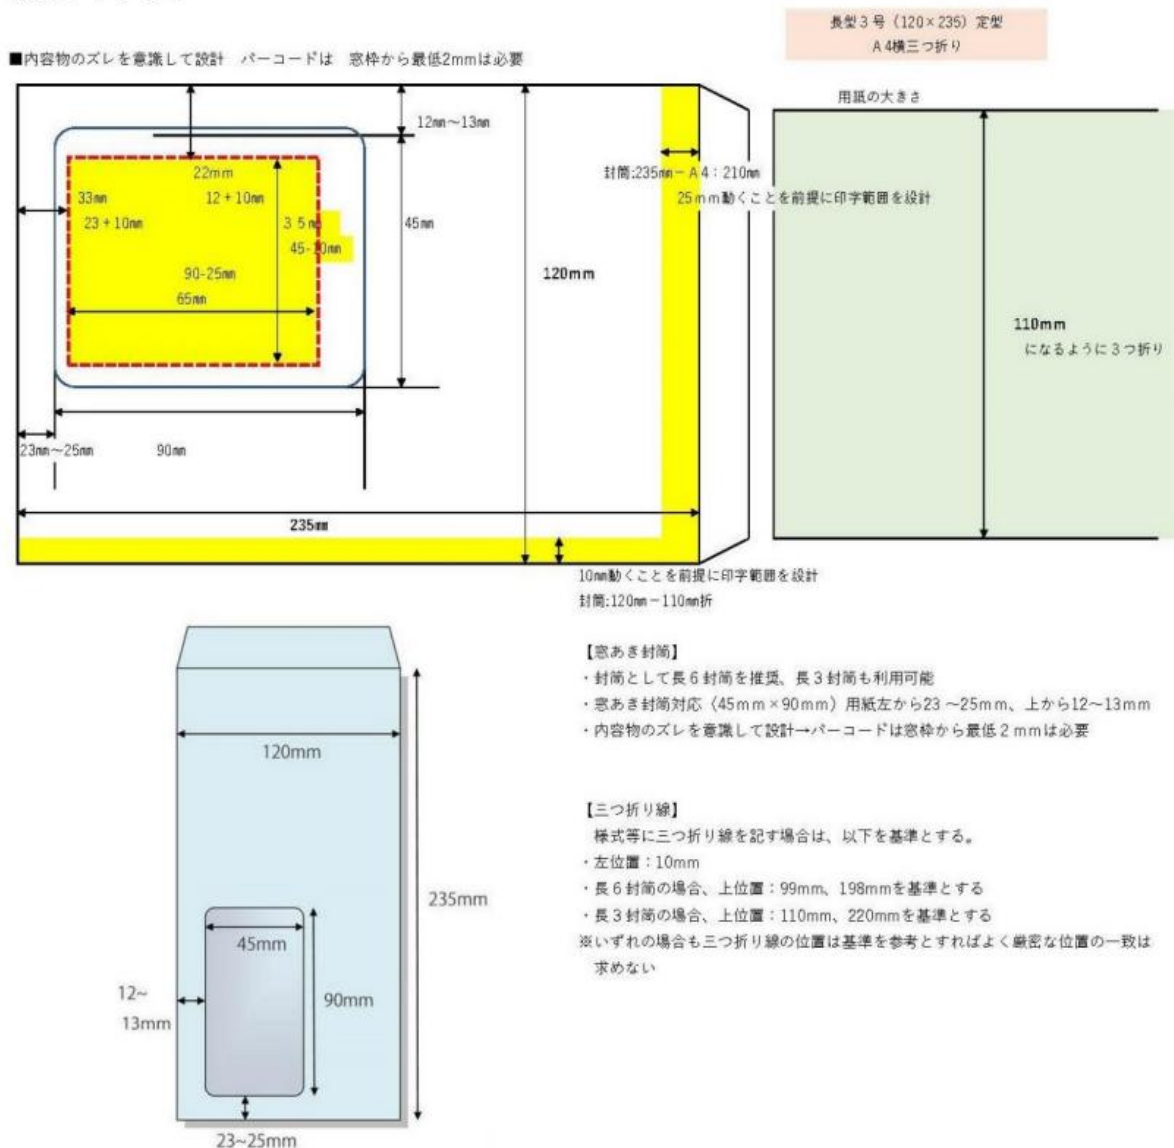 長型3号（120×235）定型
A4横三つ折り
■内容物のズレを意識して設計　バーコードは　窓枠から最低2mmは必要
用紙の大きさ
12㎜～13㎜
封筒:235㎜－A4：210㎜
25mm動くことを前提に印字範囲を設計
22mm
33㎜
12＋10㎜
23＋10㎜
35㎜
45㎜
45-10㎜
90-25㎜
65㎜
120mm
110mm
になるように3つ折り
23㎜～25㎜
90㎜
235㎜
10㎜動くことを前提に印字範囲を設計
封筒:120㎜－110㎜折
【窓あき封筒】
・封筒として長6封筒を推奨、長3封筒も利用可能
・窓あき封筒対応（45mm×90mm）用紙左から23～25mm、上から12～13mm
・内容物のズレを意識して設計→バーコードは窓枠から最低2mmは必要
【三つ折り線】
様式等に三つ折り線を記す場合は、以下を基準とする。
・左位置：10mm
・長6封筒の場合、上位置：99mm、198mmを基準とする
・長3封筒の場合、上位置：110mm、220mmを基準とする
※いずれの場合も三つ折り線の位置は基準を参考とすればよく厳密な位置の一致は
求めない
120mm
235mm
45mm
90mm
12~
13mm
23~25mm